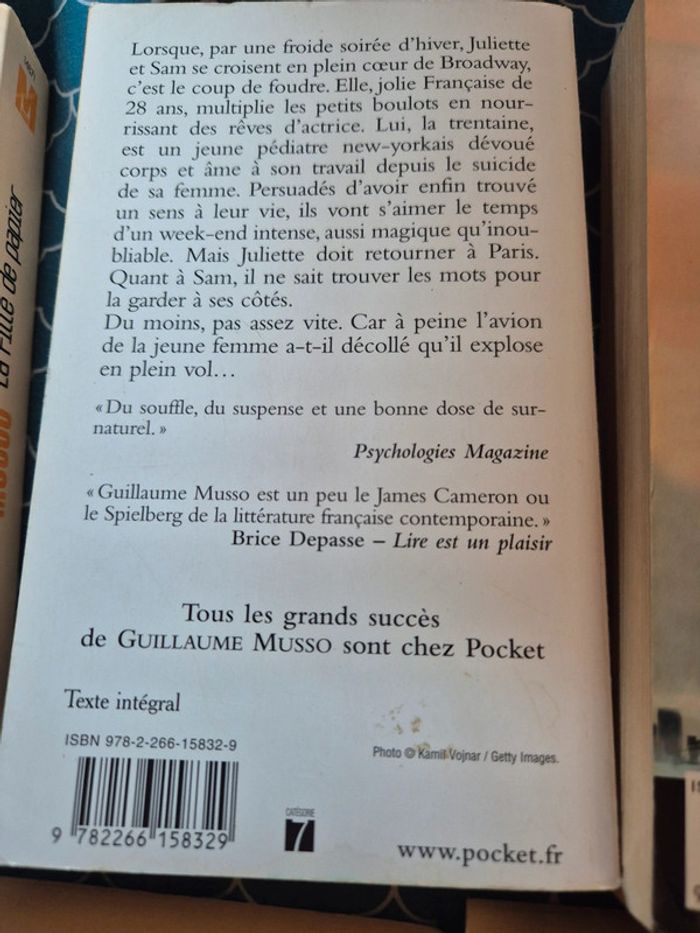 Lorsque, par une froide soirée d'hiver, Juliette
et Sam se croisent en plein cœur de Broadway,
c'est le coup de foudre. Elle, jolie Française de
28 ans, multiplie les petits boulots en nour-
rissant des rêves d'actrice. Lui, la trentaine,
est un jeune pédiatre new-yorkais dévoué
corps et âme à son travail depuis le suicide
de sa femme. Persuadés d'avoir enfin trouvé
un sens à leur vie, ils vont s'aimer le temps
d'un week-end intense, aussi magique qu'inou-
bliable. Mais Juliette doit retourner à Paris.
Quant à Sam, il ne sait trouver les mots pour
la garder à ses côtés.
Du moins, pas assez vite. Car à peine l'avion
de la jeune femme a-t-il décollé qu'il explose
en plein vol…
« Du souffle, du suspense et une bonne dose de sur-
naturel. »
Psychologies Magazine
« Guillaume Musso est un peu le James Cameron ou
le Spielberg de la littérature française contemporaine. »
Brice Depasse – Lire est un plaisir
Tous les grands succès
de GUILLAUME MUSSO sont chez Pocket
Texte intégral
ISBN 978-2-266-15832-9
Photo © Kamil Vojnar / Getty Images.
9 782266 158329
CATÉGORIE
7
www.pocket.fr
La Fille de papier